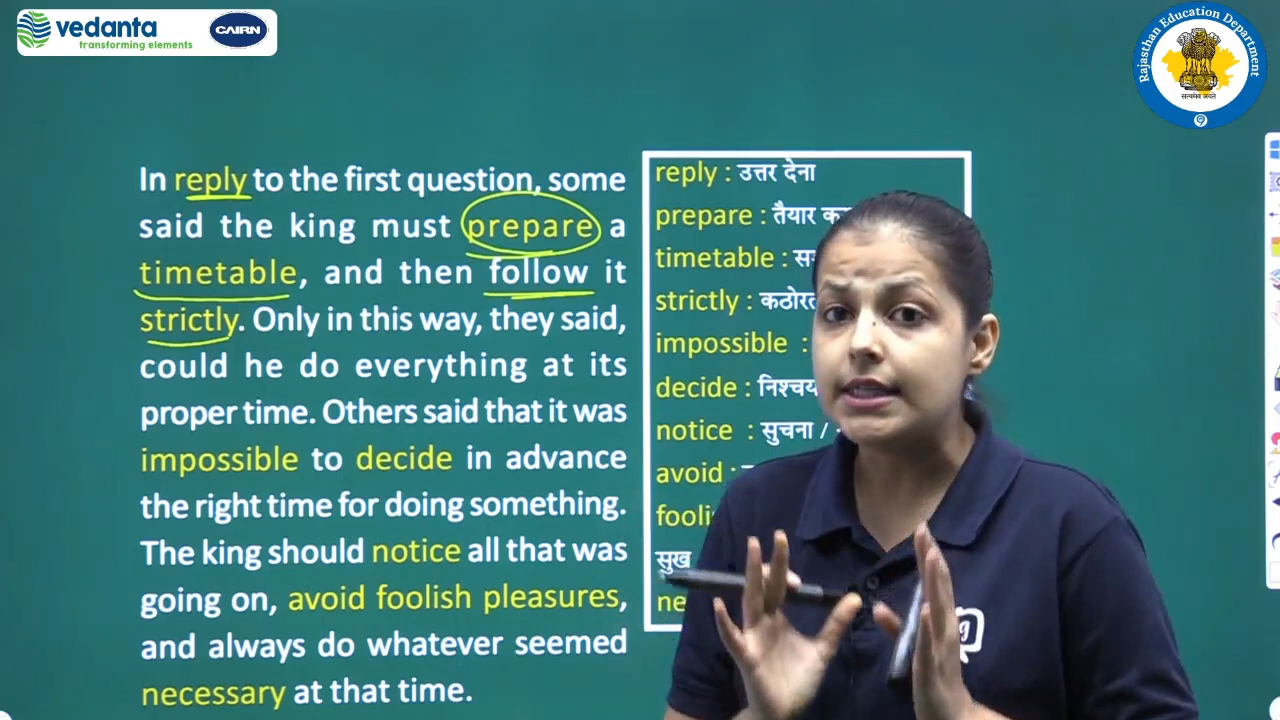 vedanta
transforming elements
CAIRN
Rajasthan Education Department
सत्यमेव जयते
In reply to the first question, some
said the king must prepare a
timetable, and then follow it
strictly. Only in this way, they said,
could he do everything at its
proper time. Others said that it was
impossible to decide in advance
the right time for doing something.
The king should notice all that was
going on, avoid foolish pleasures,
and always do whatever seemed
necessary at that time.
reply : उत्तर देना
prepare : तैयार
timetable :
strictly :
impossible :
decide : निश्चय
notice : सुचना /
avoid :
सुख